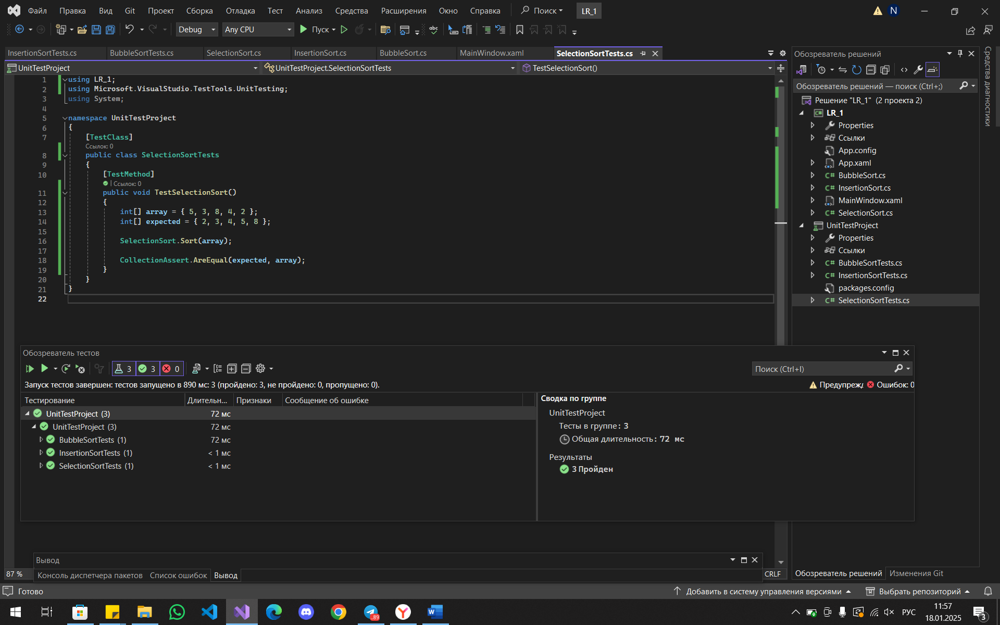 Файл Правка Вид Git Проект Сборка Отладка Тест Анализ Средства Расширения Окно Справка Поиск LR_1 N
Debug Any CPU Пуск abc
InsertionSortTests.cs BubbleSortTests.cs SelectionSort.cs InsertionSort.cs BubbleSort.cs MainWindow.xaml SelectionSortTests.cs
UnitTestProject UnitTestProject.SelectionSortTests TestSelectionSort()
1 using LR_1;
2 using Microsoft.VisualStudio.TestTools.UnitTesting;
3 using System;
4
5 namespace UnitTestProject
6 {
7 [TestClass]
Ссылок: 0
8 public class SelectionSortTests
9 {
10 [TestMethod]
| Ссылок: 0
11 public void TestSelectionSort()
12 {
13 int[] array = { 5, 3, 8, 4, 2 };
14 int[] expected = { 2, 3, 4, 5, 8 };
15
16 SelectionSort.Sort(array);
17
18 CollectionAssert.AreEqual(expected, array);
19 }
20 }
21 }
22
Обозреватель решений
Обозреватель решений — поиск (Ctrl+;)
Решение "LR_1" (2 проекта 2)
LR_1
Properties
Ссылки
App.config
App.xaml
C# BubbleSort.cs
C# InsertionSort.cs
MainWindow.xaml
C# SelectionSort.cs
UnitTestProject
Properties
Ссылки
C# BubbleSortTests.cs
C# InsertionSortTests.cs
packages.config
C# SelectionSortTests.cs
Средства диагностики
Обозреватель тестов
3 3 0 Поиск (Ctrl+I)
Запуск тестов завершен: тестов запущено в 890 мс: 3 (пройдено: 3, не пройдено: 0, пропущено: 0). Предупрежд Ошибок: 0
Тестирование Длительн... Признаки Сообщение об ошибке
UnitTestProject (3) 72 мс
UnitTestProject (3) 72 мс
BubbleSortTests (1) 72 мс
InsertionSortTests (1) < 1 мс
SelectionSortTests (1) < 1 мс
Сводка по группе
UnitTestProject
Тесты в группе: 3
Общая длительность: 72 мс
Результаты
3 Пройден
Вывод
87 % Консоль диспетчера пакетов Список ошибок Вывод CRLF
Обозреватель решений Изменения Git
Готово Добавить в систему управления версиями Выбрать репозиторий
89 W РУС 11:57
18.01.2025 3